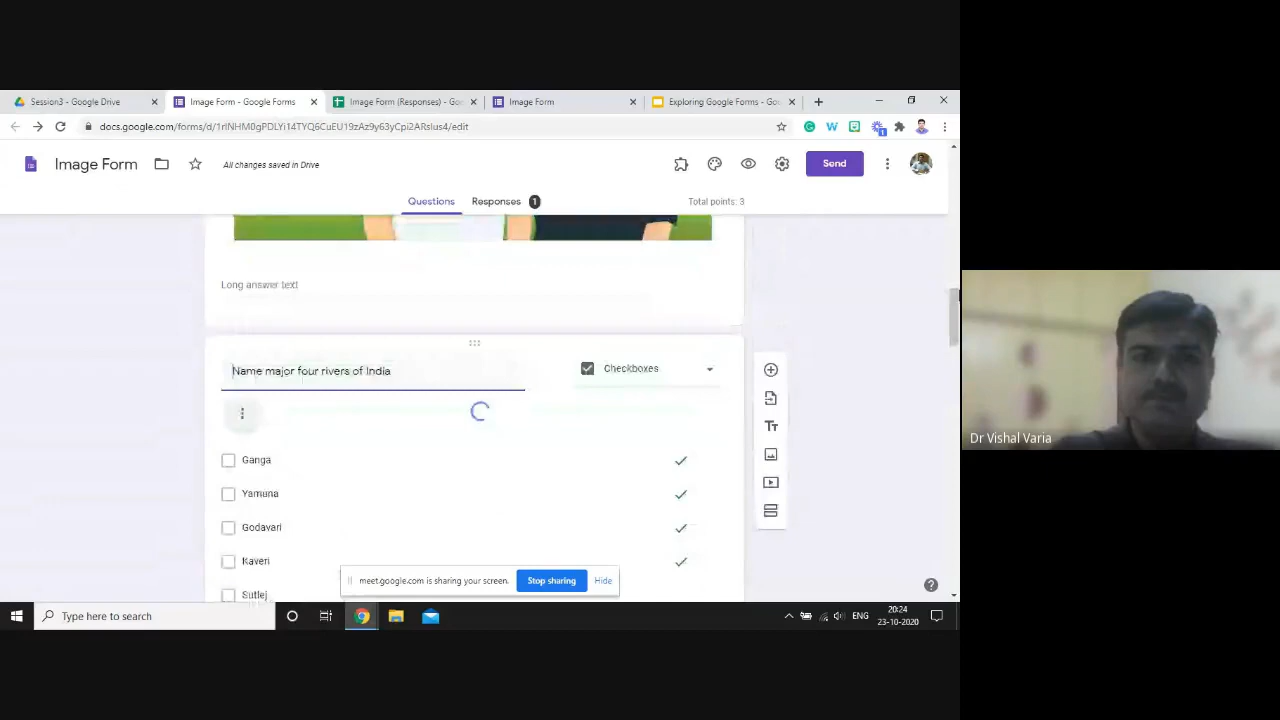 Session3 - Google Drive
Image Form - Google Forms
Image Form (Responses) - Go
Image Form
Exploring Google Forms - Go
docs.google.com/forms/d/1rINHM0gPDLYi14TYQ6CuEU19zAz9y63yCpi2ARsIus4/edit
Image Form
All changes saved in Drive
Send
Questions
Responses 1
Total points: 3
Long answer text
Name major four rivers of India
Checkboxes
Ganga
Yamuna
Godavari
Kaveri
Sutlej
meet.google.com is sharing your screen.
Stop sharing
Hide
Type here to search
ENG
20:24
23-10-2020
Dr Vishal Varia